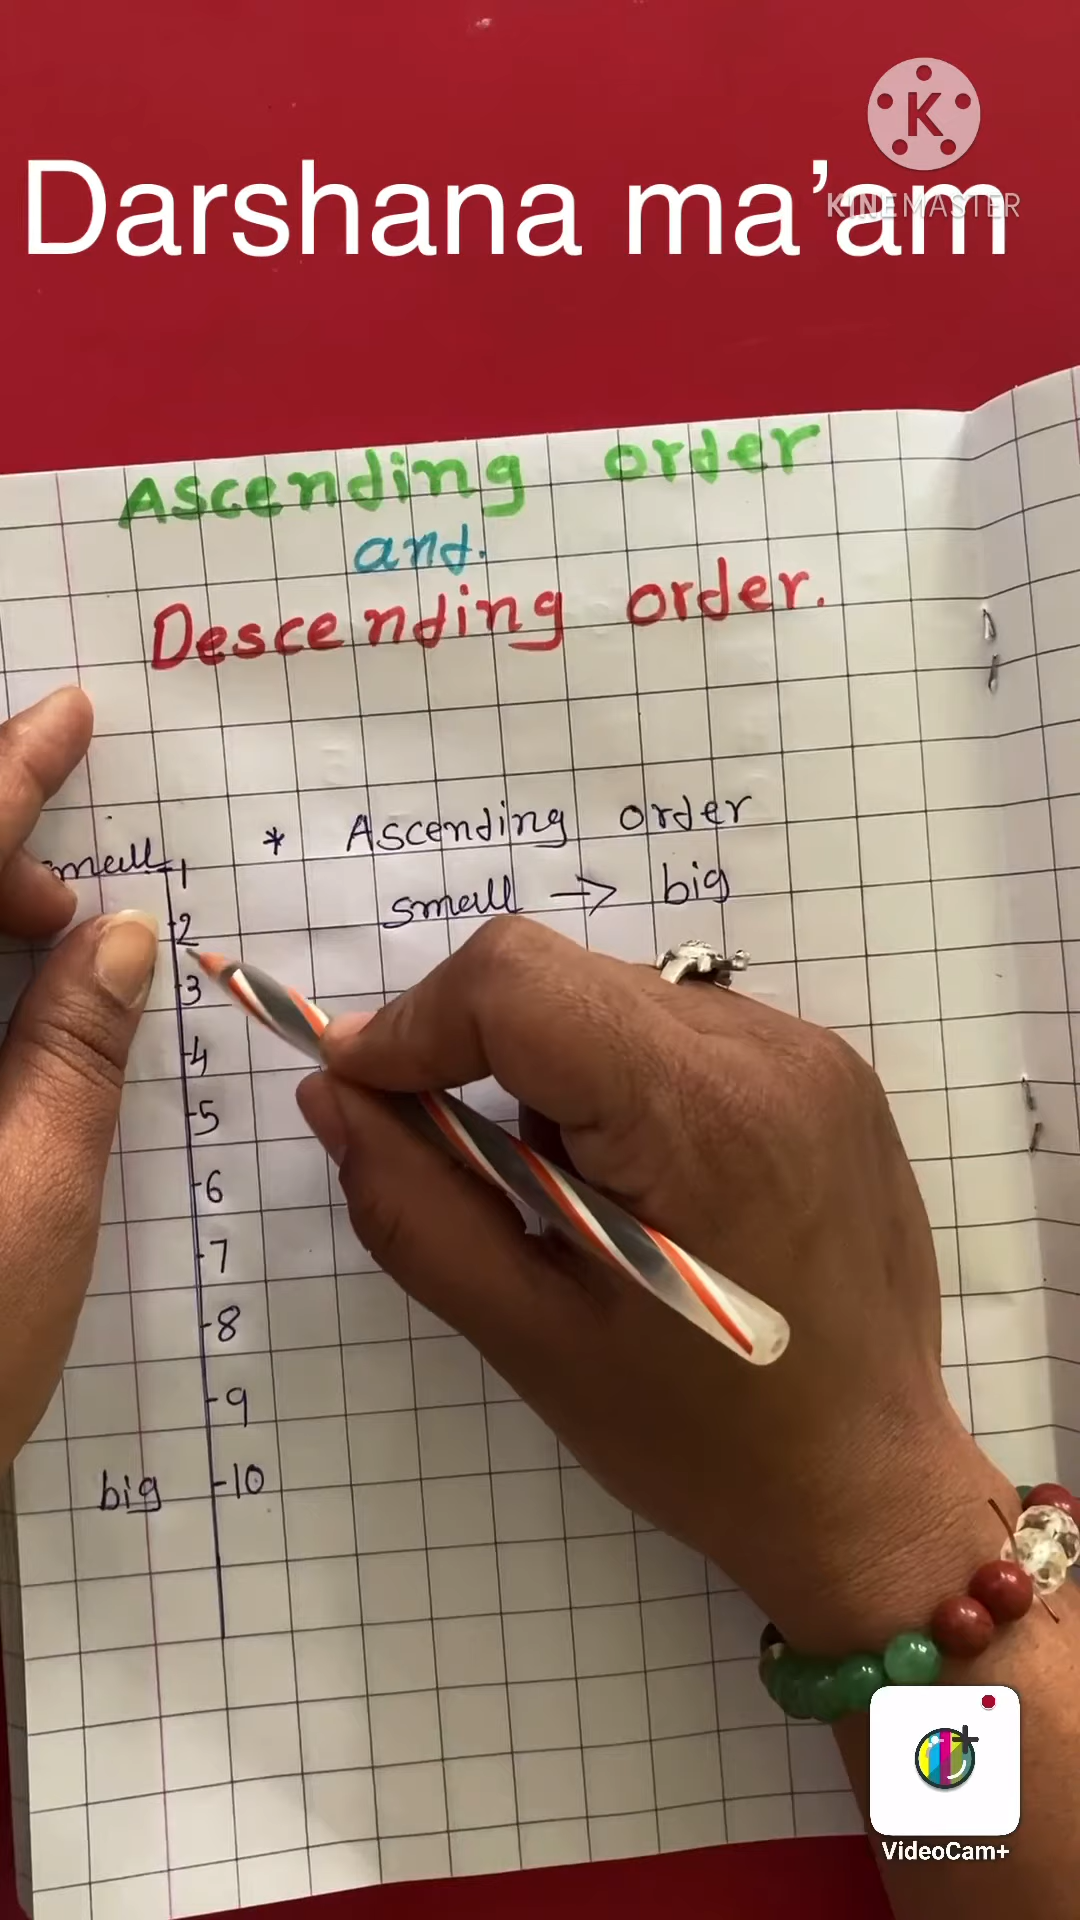 Darshana ma’am
KINEMASTER
Ascending order
and.
Descending order.
* Ascending order
small → big
1
2
3
4
5
6
7
8
9
big 10
VideoCam+